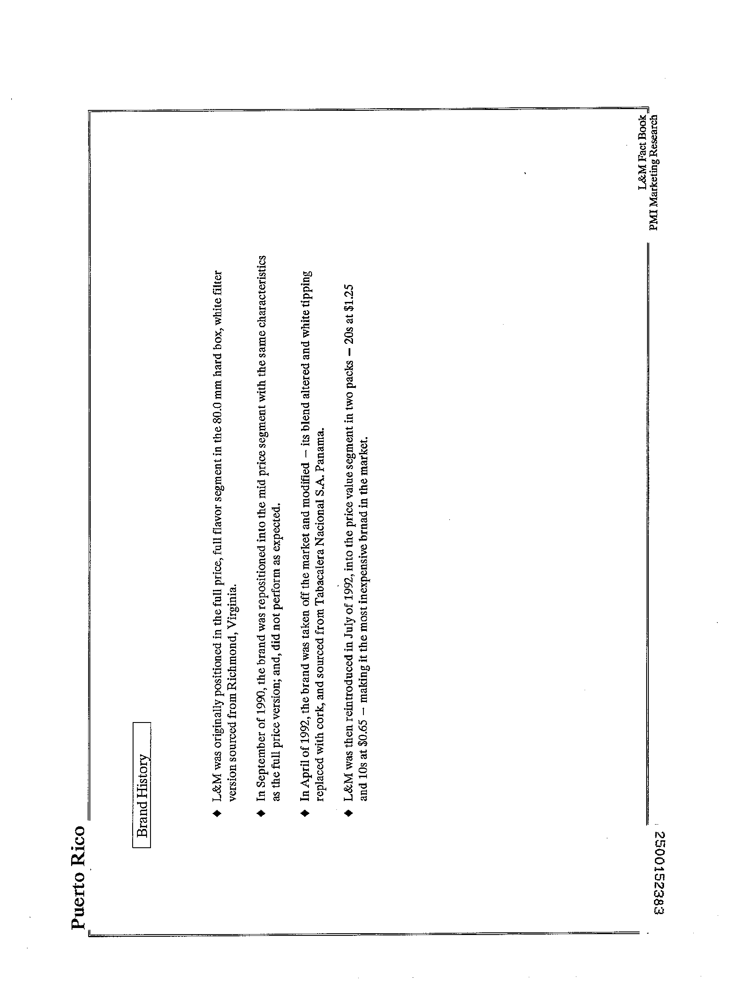 Puerto Rico
Brand History
♦ L&M was originally positioned in the full price, full flavor segment in the 80.0 mm hard box, white filter
version sourced from Richmond, Virginia.
♦ In September of 1990, the brand was repositioned into the mid price segment with the same characteristics
as the full price version; and, did not perform as expected.
♦ In April of 1992, the brand was taken off the market and modified – its blend altered and white tipping
replaced with cork, and sourced from Tabacalera Nacional S.A. Panama.
♦ L&M was then reintroduced in July of 1992, into the price value segment in two packs – 20s at $1.25
and 10s at $0.65 – making it the most inexpensive brnad in the market.
L&M Fact Book
PMI Marketing Research
2500152383